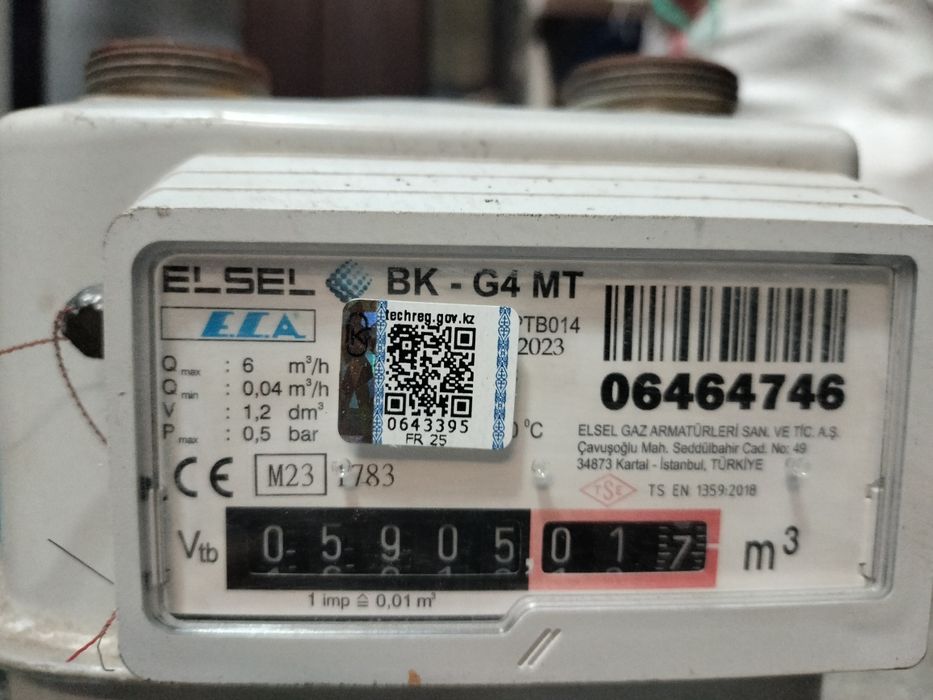 ELSEL BK - G4 MT
E.C.A.
techreg.gov.kz
0643395
FR 25
PTB014
2023
Q max : 6 m³/h
Q min : 0,04 m³/h
V : 1,2 dm³
P max : 0,5 bar
°C
CE M23 1783
06464746
ELSEL GAZ ARMATÜRLERİ SAN. VE TİC. A.Ş.
Çavuşoğlu Mah. Seddülbahir Cad. No: 49
34873 Kartal - İstanbul, TÜRKİYE
TSE TS EN 1359:2018
Vtb 05905,017 m³
1 imp ≙ 0,01 m³